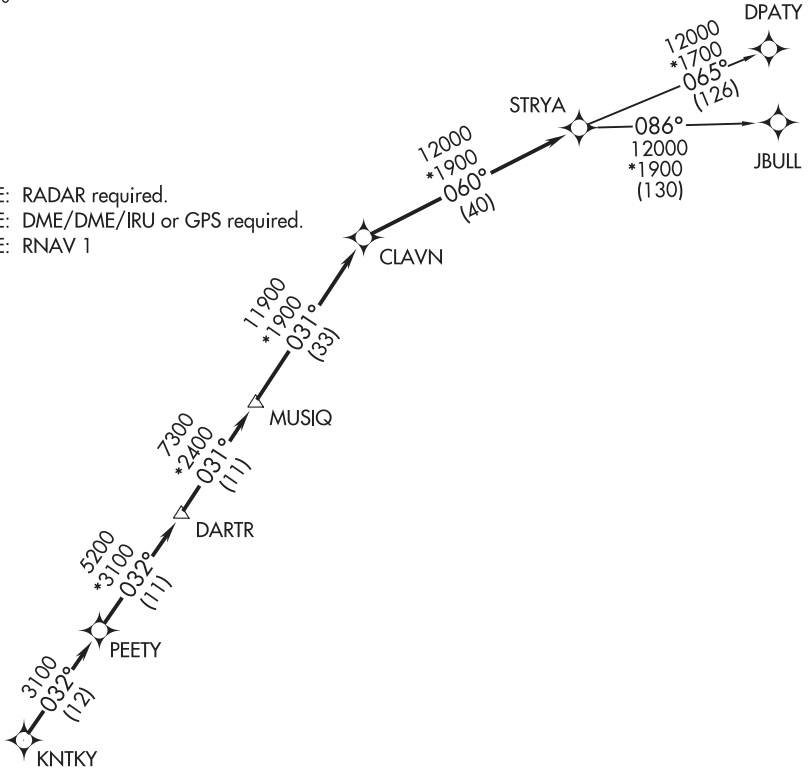 DPATY
12000
*1700
065°
(126)
STRYA
086°
12000
*1900
(130)
JBULL
12000
*1900
060°
(40)
E: RADAR required.
E: DME/DME/IRU or GPS required.
E: RNAV 1
CLAVN
11900
*1900
031°
(33)
MUSIQ
7300
*2400
031°
(11)
DARTR
5200
*3100
032°
(11)
PEETY
3100
032°
(12)
KNTKY